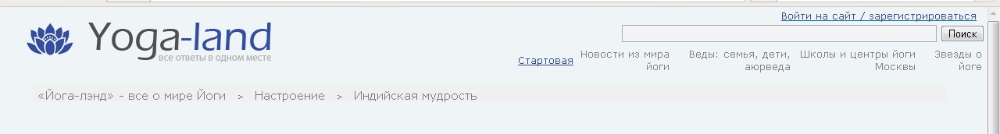 Войти на сайт / зарегистрироваться
Yoga-land
все ответы в одном месте
Поиск
Стартовая
Новости из мира
йоги
Веды: семья, дети,
аюрведа
Школы и центры йоги
Москвы
Звезды о
йоге
«Йога-лэнд» - все о мире Йоги > Настроение > Индийская мудрость